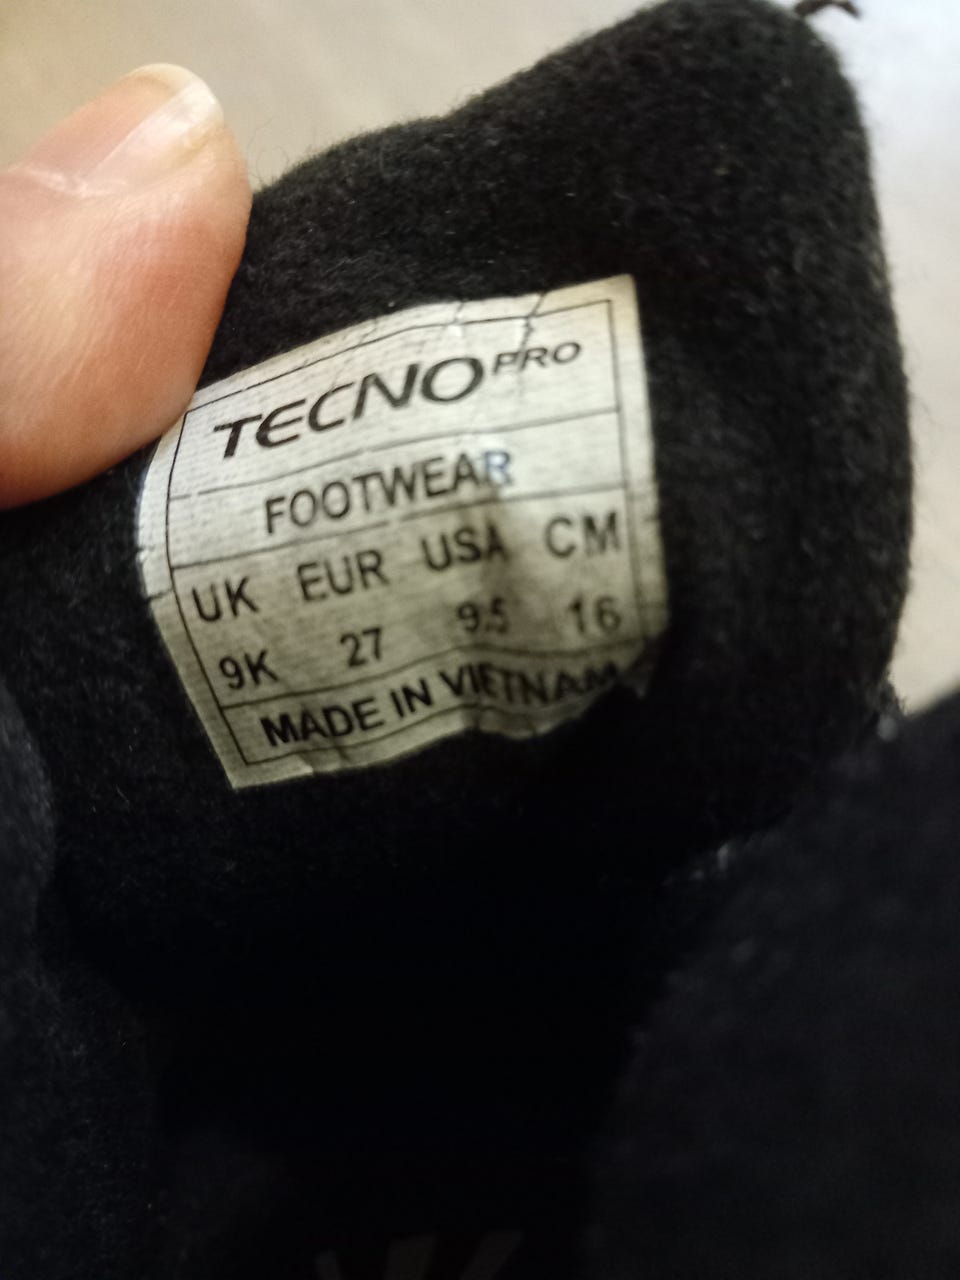 TECNO PRO
FOOTWEAR
UK EUR USA CM
9K 27 9.5 16
MADE IN VIETNAM